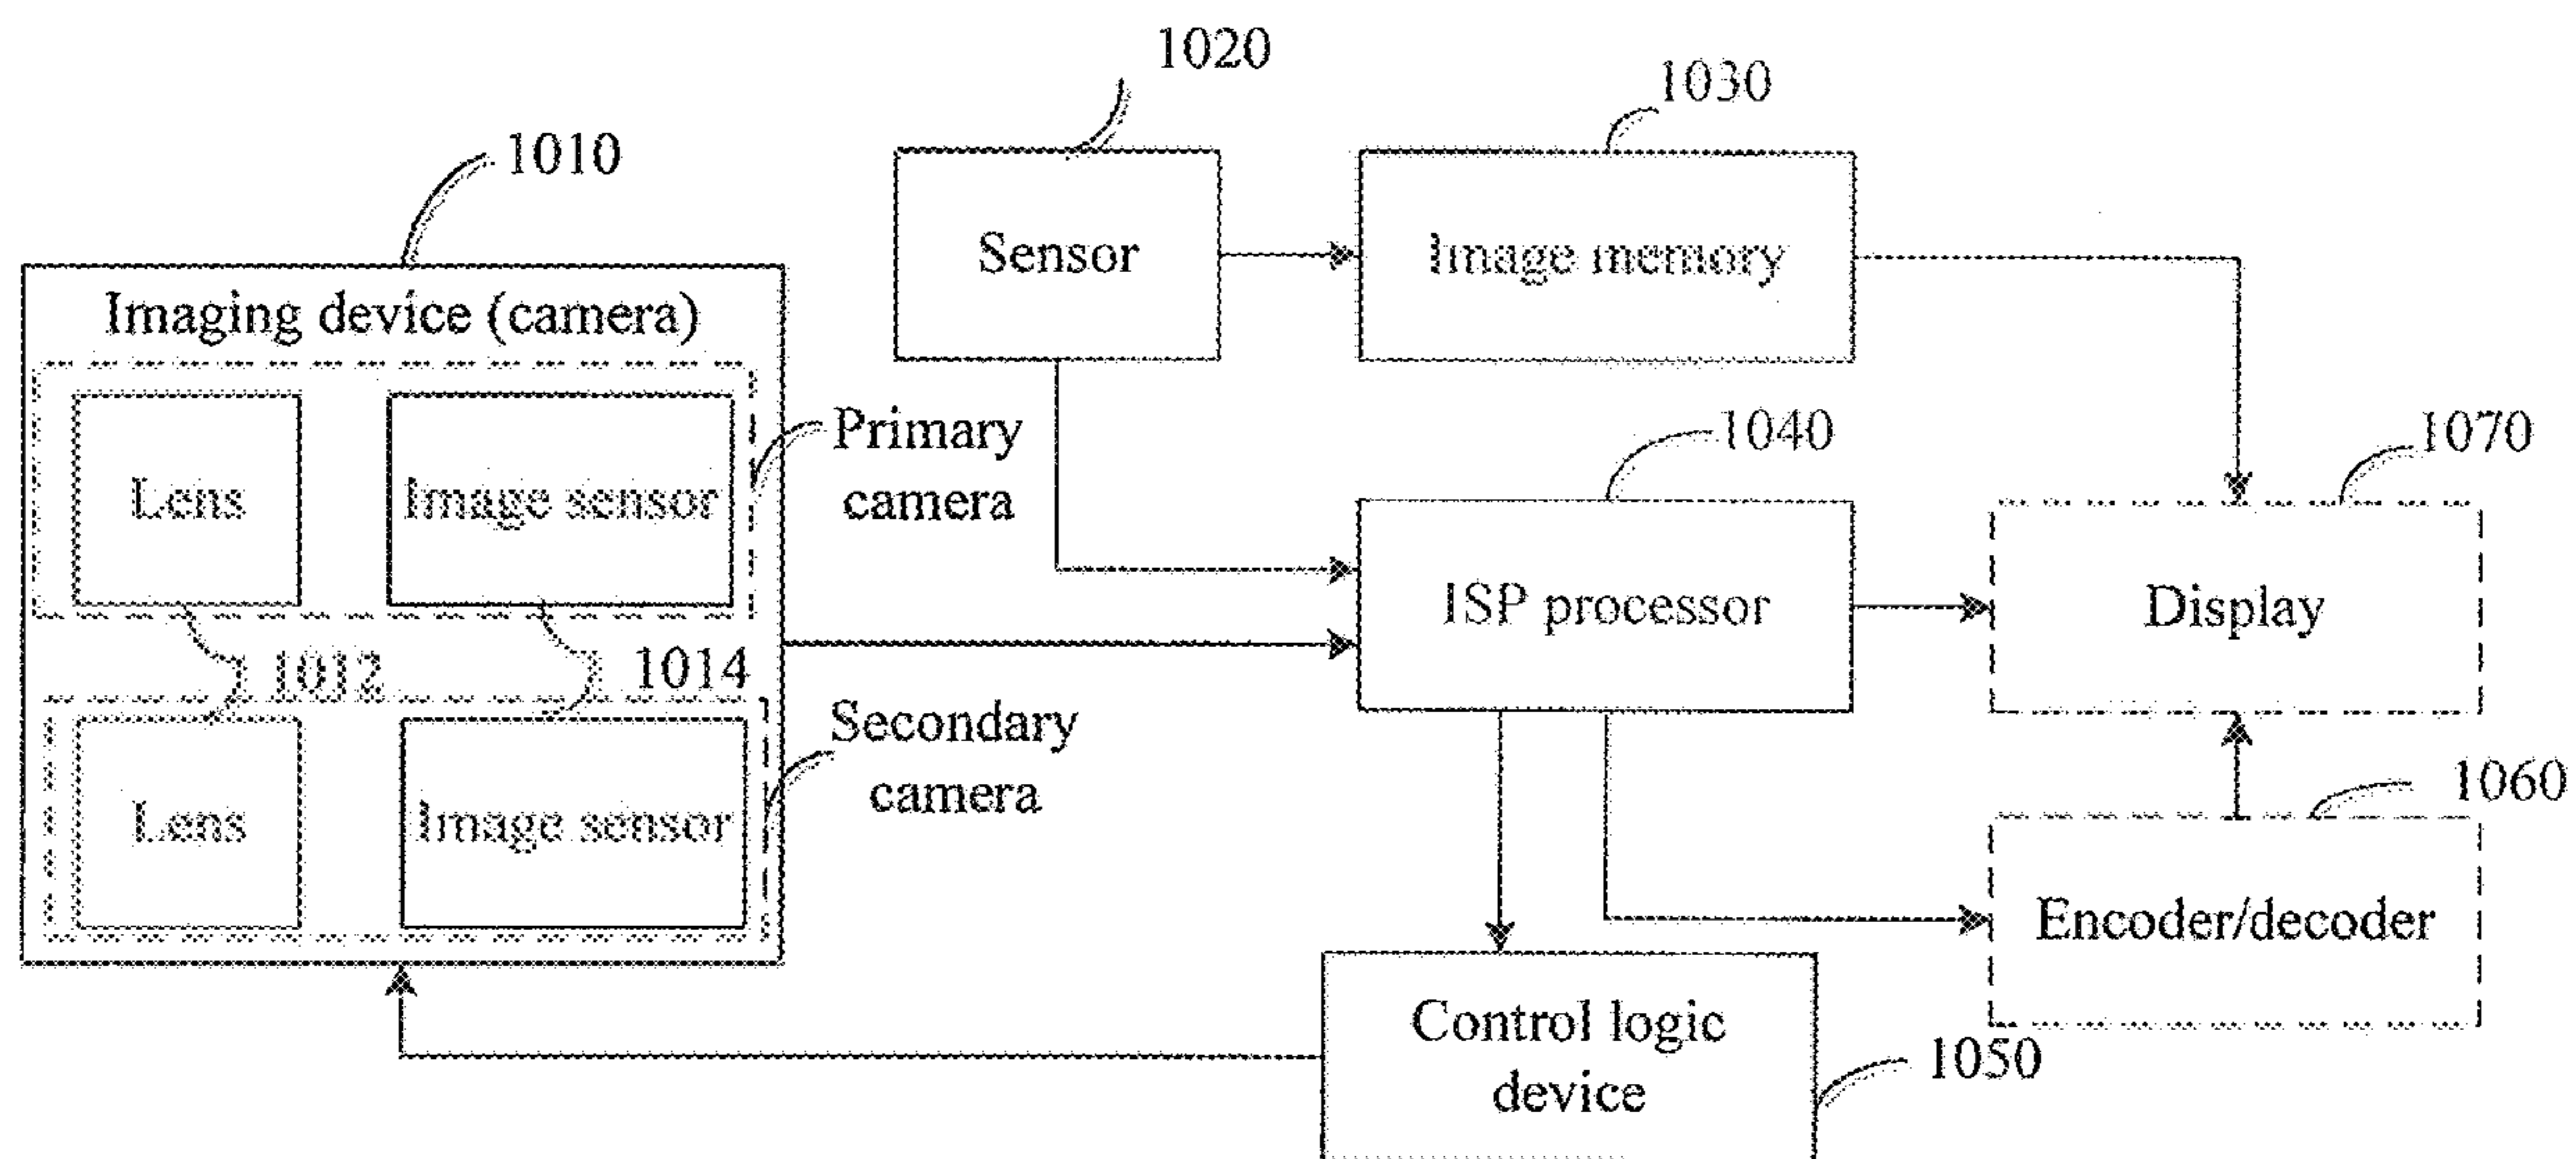 1020
1030
1010
Sensor
Image memory
Imaging device (camera)
Primary
camera
1040
1070
Lens
Image sensor
ISP processor
Display
1012
1014
Secondary
camera
1060
Lens
Image sensor
Encoder/decoder
Control logic
device
1050